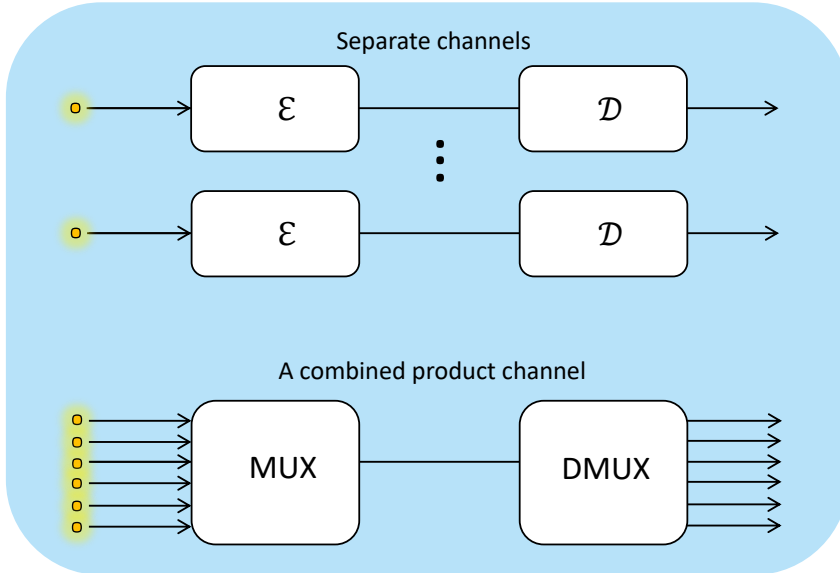 Separate channels
ℰ
𝒟
ℰ
𝒟
A combined product channel
MUX
DMUX